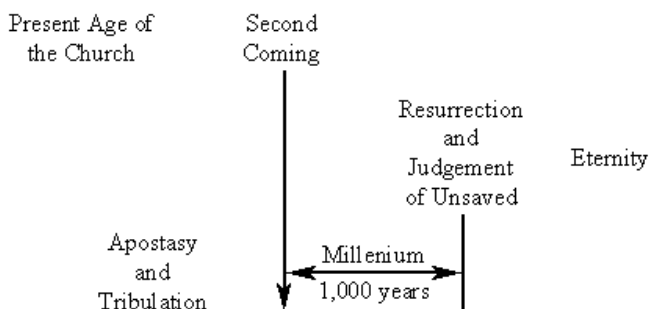 Present Age of
the Church
Second
Coming
Resurrection
and
Judgement
of Unsaved
Eternity
Apostasy
and
Tribulation
Millenium
1,000 years